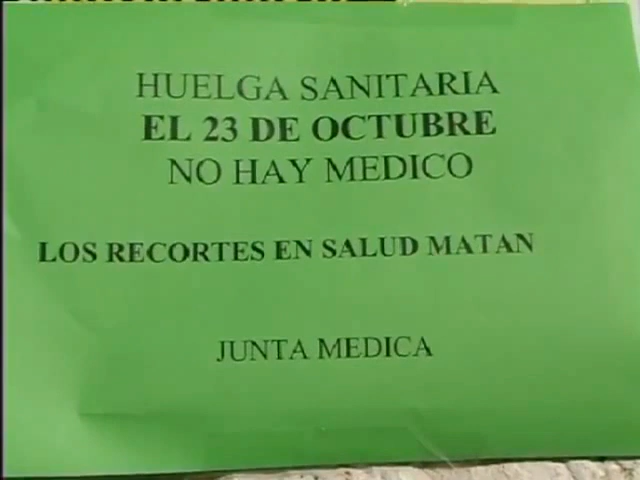 HUELGA SANITARIA
EL 23 DE OCTUBRE
NO HAY MEDICO
LOS RECORTES EN SALUD MATAN
JUNTA MEDICA